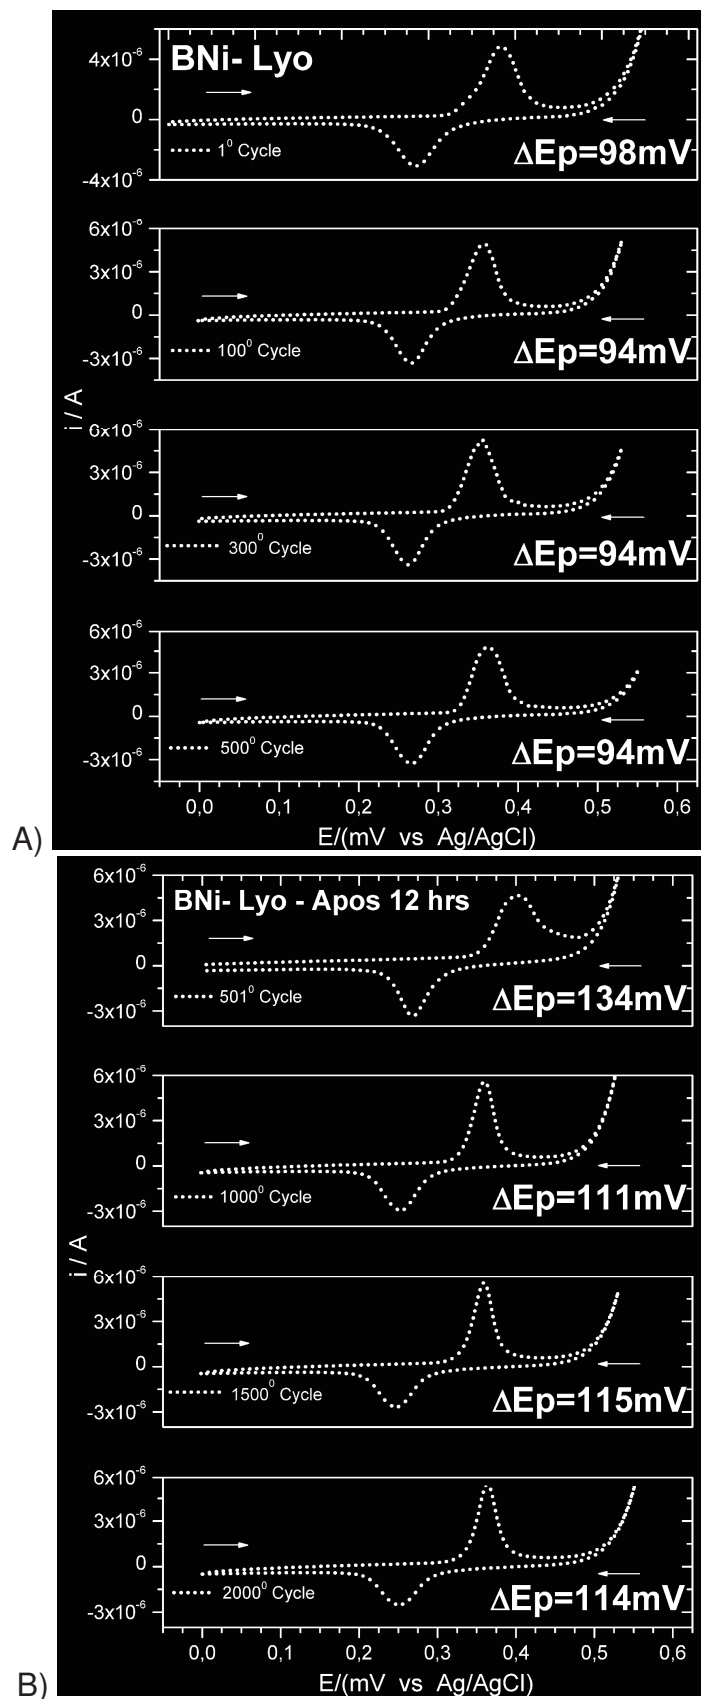 BNi- Lyo
4x10⁻⁶
0
-4x10⁻⁶
1⁰ Cycle
ΔEp=98mV
6x10⁻⁶
3x10⁻⁶
0
-3x10⁻⁶
100⁰ Cycle
ΔEp=94mV
i / A
6x10⁻⁶
3x10⁻⁶
0
-3x10⁻⁶
300⁰ Cycle
ΔEp=94mV
6x10⁻⁶
3x10⁻⁶
0
-3x10⁻⁶
500⁰ Cycle
ΔEp=94mV
0,0 0,1 0,2 0,3 0,4 0,5 0,6
E/(mV vs Ag/AgCl)
A)
BNi- Lyo - Apos 12 hrs
6x10⁻⁶
3x10⁻⁶
0
-3x10⁻⁶
501⁰ Cycle
ΔEp=134mV
6x10⁻⁶
3x10⁻⁶
0
-3x10⁻⁶
1000⁰ Cycle
ΔEp=111mV
i / A
6x10⁻⁶
3x10⁻⁶
0
-3x10⁻⁶
1500⁰ Cycle
ΔEp=115mV
6x10⁻⁶
3x10⁻⁶
0
-3x10⁻⁶
2000⁰ Cycle
ΔEp=114mV
0,0 0,1 0,2 0,3 0,4 0,5 0,6
E/(mV vs Ag/AgCl)
B)